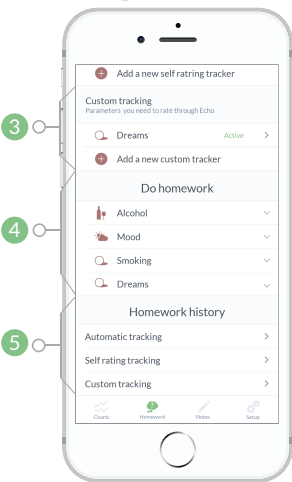 Add a new self ratring tracker
Custom tracking
Parameters you need to rate through Echo
3
Dreams Active
Add a new custom tracker
Do homework
Alcohol
4
Mood
Smoking
Dreams
Homework history
5
Automatic tracking
Self rating tracking
Custom tracking
Charts Homework Notes Setup